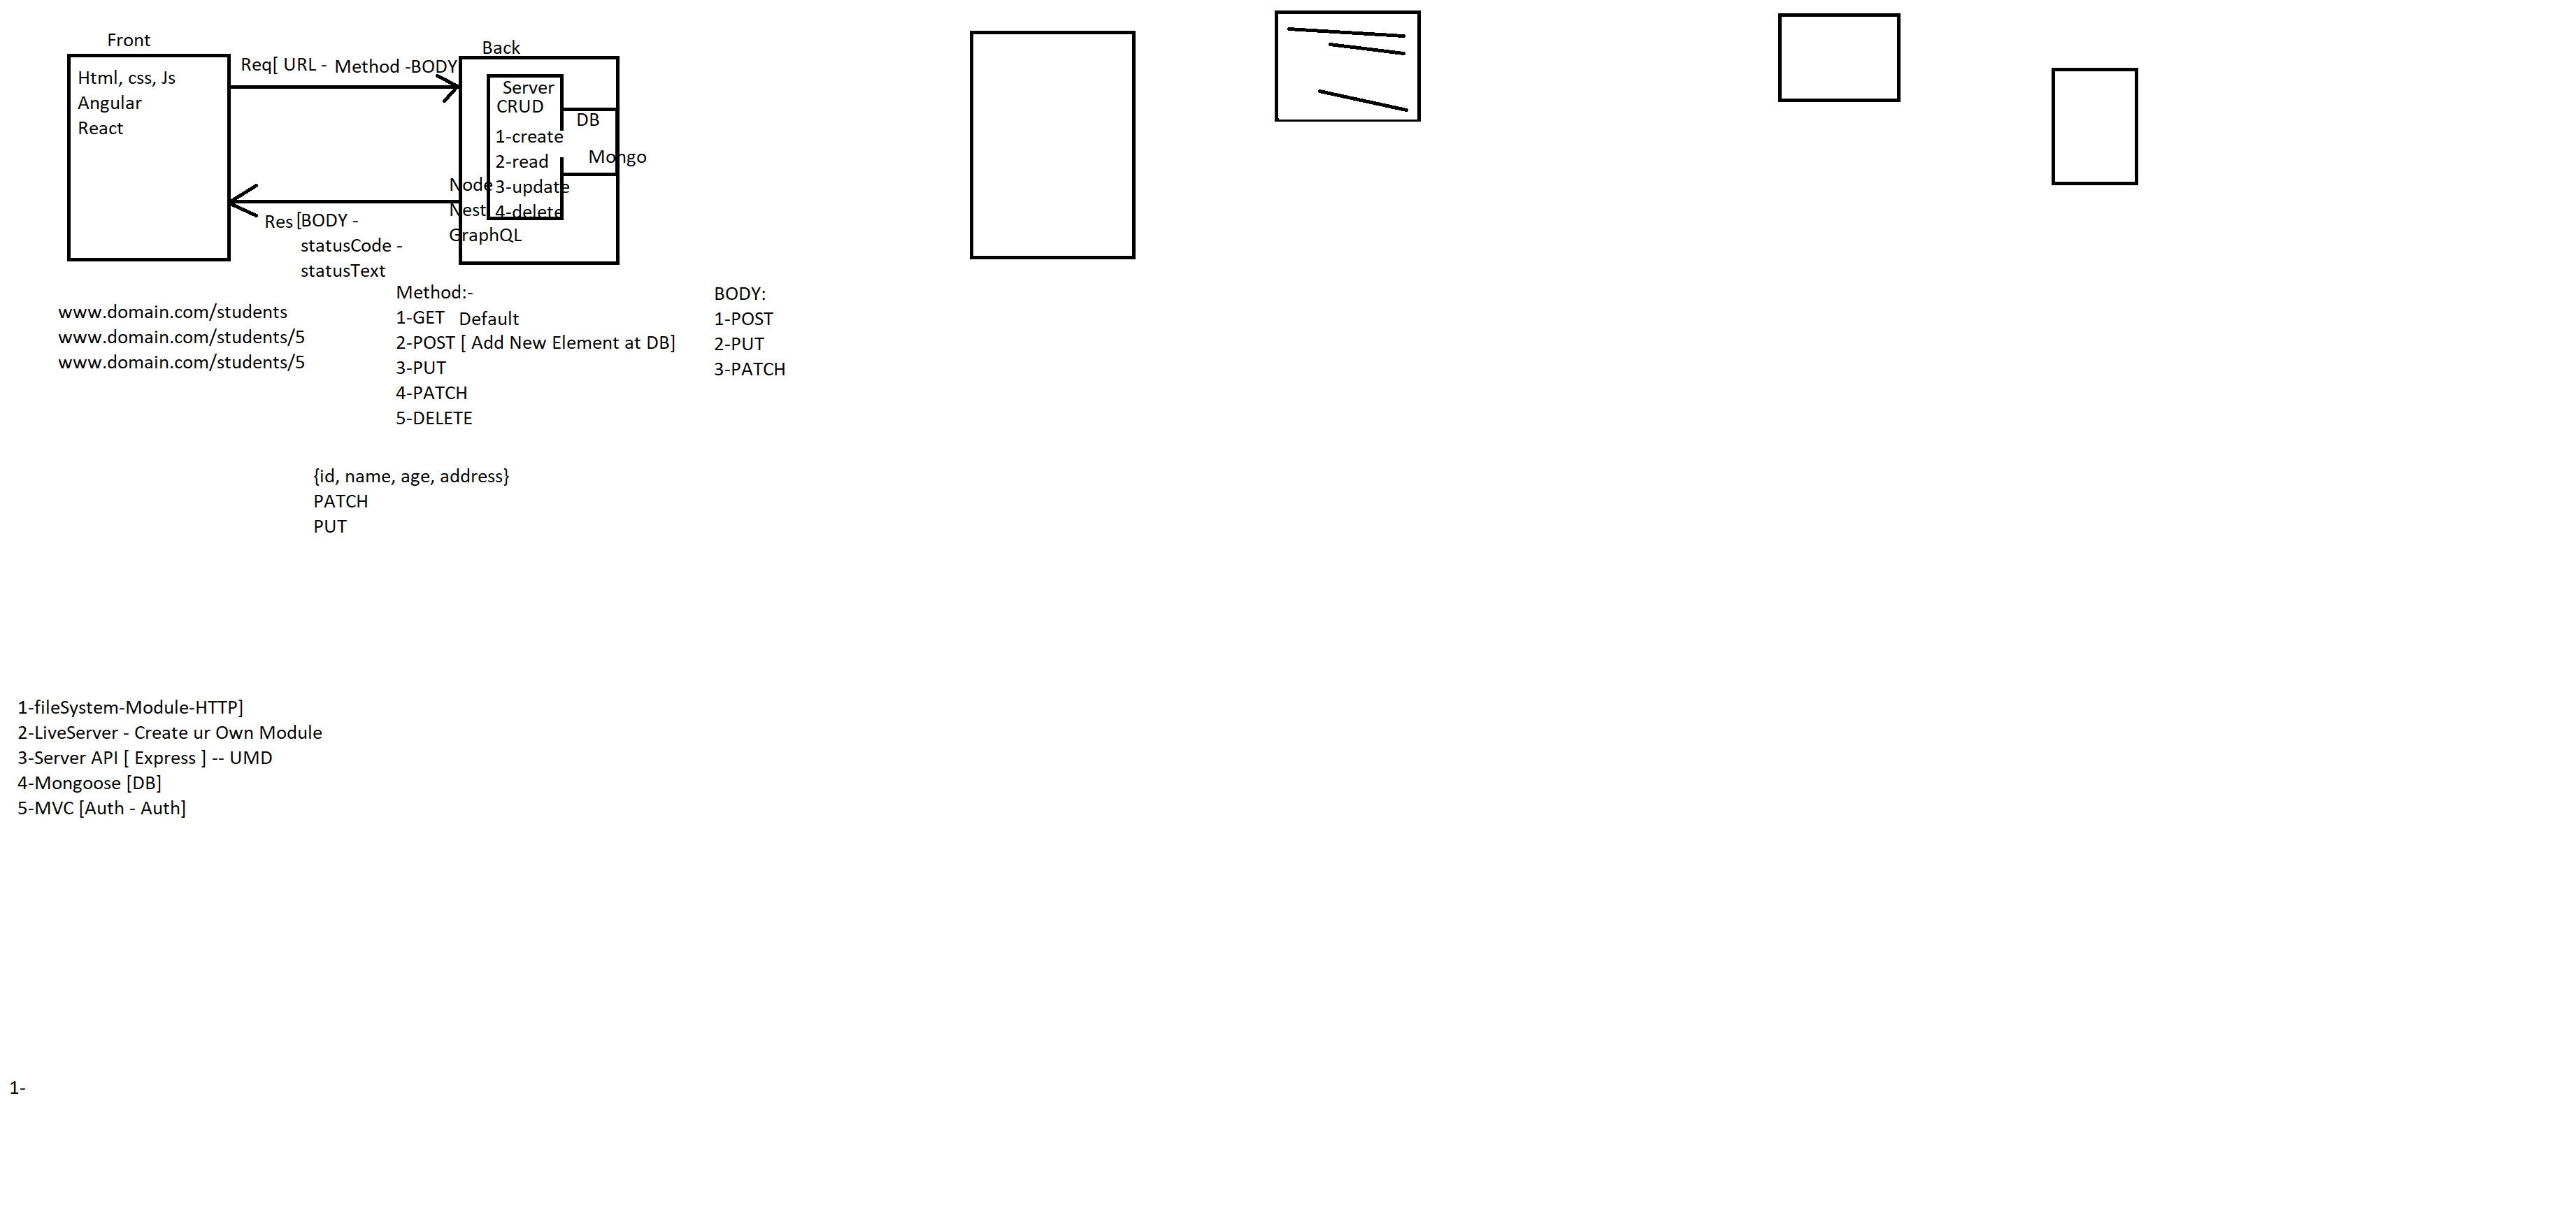 Front
Html, css, Js
Angular
React
Req[ URL - Method -BODY
Back
Server
CRUD
1-create
2-read
3-update
4-delete
DB
Mongo
Node
Nest
GraphQL
Res [BODY -
statusCode -
statusText
www.domain.com/students
www.domain.com/students/5
www.domain.com/students/5
Method:-
1-GET Default
2-POST [ Add New Element at DB]
3-PUT
4-PATCH
5-DELETE
BODY:
1-POST
2-PUT
3-PATCH
{id, name, age, address}
PATCH
PUT
1-fileSystem-Module-HTTP]
2-LiveServer - Create ur Own Module
3-Server API [ Express ] -- UMD
4-Mongoose [DB]
5-MVC [Auth - Auth]
1-